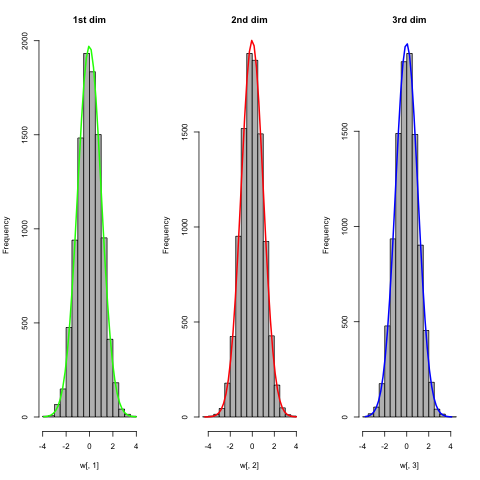 1st dim
2nd dim
3rd dim
Frequency
0
500
1000
1500
2000
-4 -2 0 2 4
w[, 1]
Frequency
0
500
1000
1500
-4 -2 0 2 4
w[, 2]
Frequency
0
500
1000
1500
-4 -2 0 2 4
w[, 3]